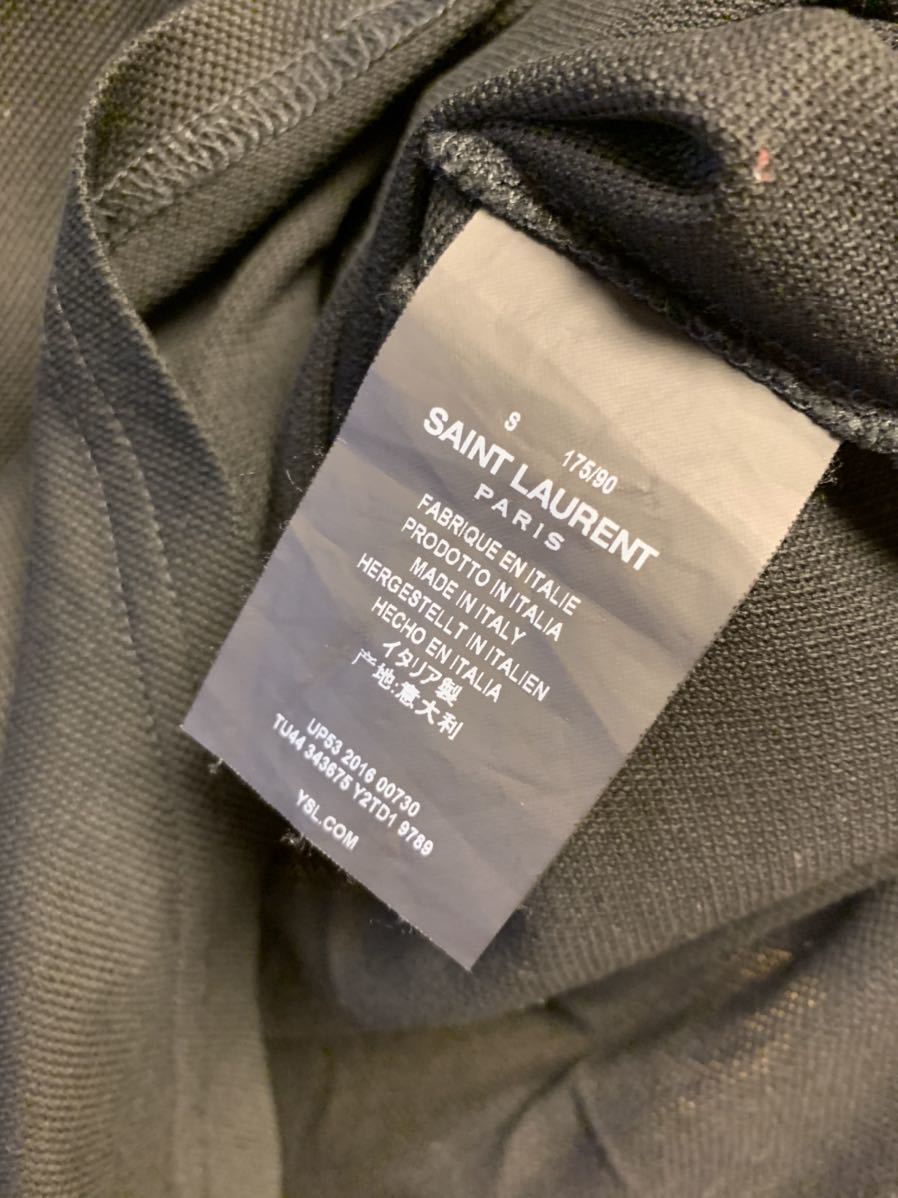 S 175/90
SAINT LAURENT
PARIS
FABRIQUE EN ITALIE
PRODOTTO IN ITALIA
MADE IN ITALY
HERGESTELLT IN ITALIEN
HECHO EN ITALIA
イタリア製
产地:意大利
UP53 2016 00730
TU44 343675 Y2TD1 9789
YSL.COM